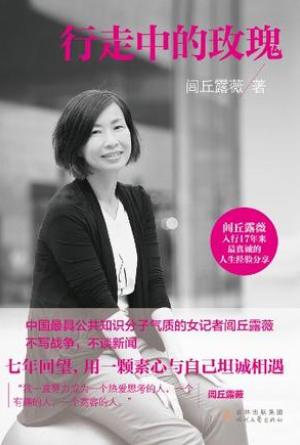 行走中的玫瑰
闾丘露薇/著
闾丘露薇
入行17年来
最真诚的
人生经验分享
中国最具公共知识分子气质的女记者闾丘露薇
不写战争，不谈新闻
七年回望，用一颗素心与自己坦诚相遇
“我一直努力成为一个热爱思考的人，一个
有趣的人，一个宽容的人。”
闾丘露薇